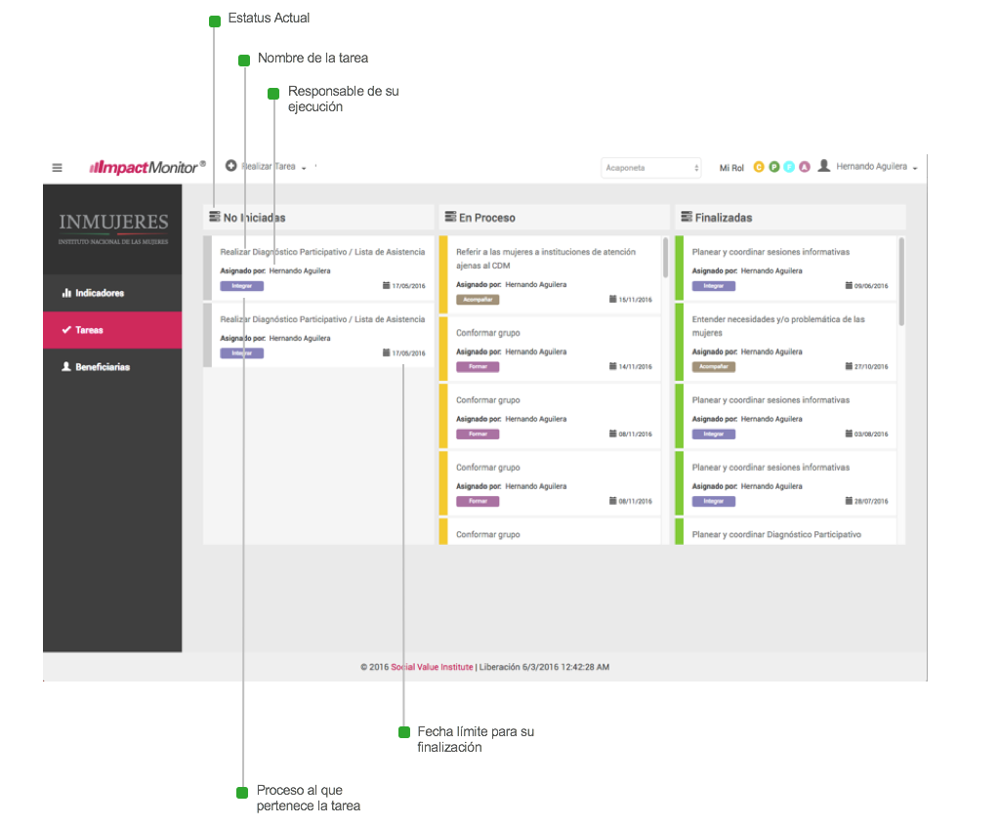 Estatus Actual
Nombre de la tarea
Responsable de su
ejecución
ImpactMonitor®
Realizar Tarea
Acaponeta
Mi Rol
C P F A
Hernando Aguilera
INMUJERES
INSTITUTO NACIONAL DE LAS MUJERES
Indicadores
Tareas
Beneficiarias
No Iniciadas
Realizar Diagnóstico Participativo / Lista de Asistencia
Asignado por: Hernando Aguilera
Integrar
17/05/2016
Realizar Diagnóstico Participativo / Lista de Asistencia
Asignado por: Hernando Aguilera
Integrar
17/05/2016
En Proceso
Referir a las mujeres a instituciones de atención
ajenas al CDM
Asignado por: Hernando Aguilera
Acompañar
15/11/2016
Conformar grupo
Asignado por: Hernando Aguilera
Formar
14/11/2016
Conformar grupo
Asignado por: Hernando Aguilera
Formar
08/11/2016
Conformar grupo
Asignado por: Hernando Aguilera
Formar
08/11/2016
Conformar grupo
Finalizadas
Planear y coordinar sesiones informativas
Asignado por: Hernando Aguilera
Integrar
09/06/2016
Entender necesidades y/o problemática de las
mujeres
Asignado por: Hernando Aguilera
Acompañar
27/10/2016
Planear y coordinar sesiones informativas
Asignado por: Hernando Aguilera
Integrar
03/08/2016
Planear y coordinar sesiones informativas
Asignado por: Hernando Aguilera
Integrar
28/07/2016
Planear y coordinar Diagnóstico Participativo
© 2016 Social Value Institute | Liberación 6/3/2016 12:42:28 AM
Fecha límite para su
finalización
Proceso al que
pertenece la tarea